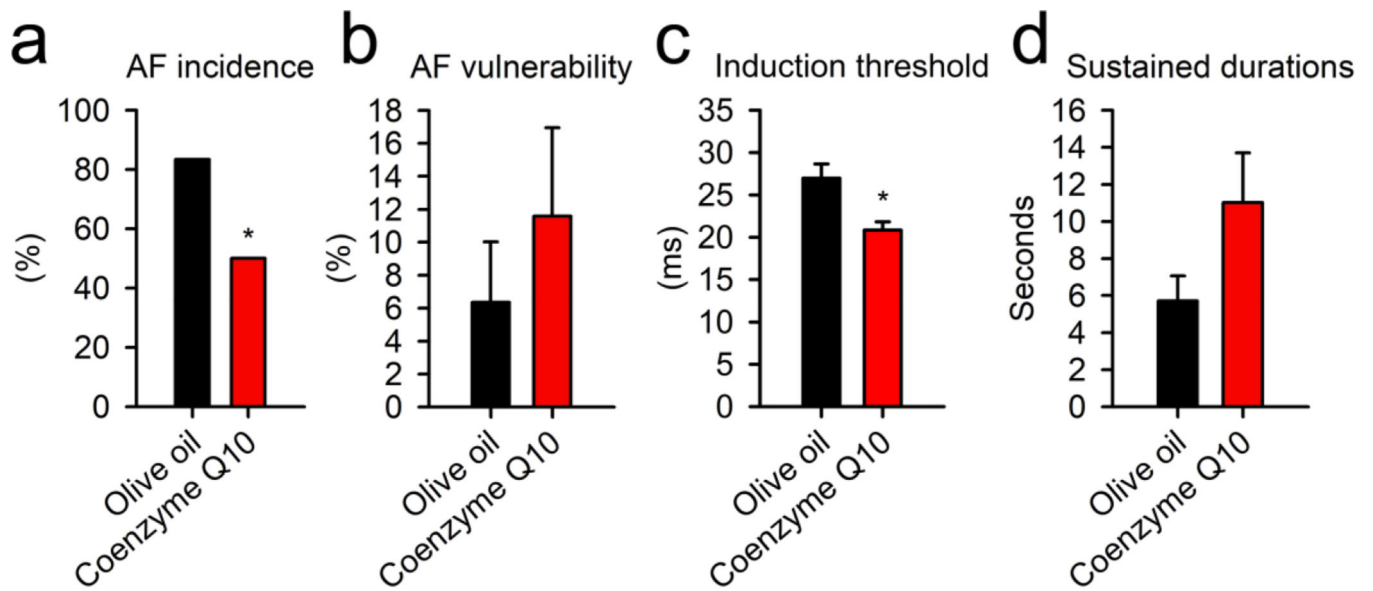 a
AF incidence
100
80
60
40
20
0
(%)
*
Olive oil
Coenzyme Q10
b
AF vulnerability
18
16
14
12
10
8
6
4
2
0
(%)
Olive oil
Coenzyme Q10
c
Induction threshold
35
30
25
20
15
10
5
0
(ms)
*
Olive oil
Coenzyme Q10
d
Sustained durations
16
14
12
10
8
6
4
2
0
Seconds
Olive oil
Coenzyme Q10